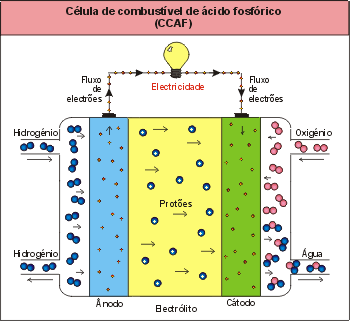 Célula de combustível de ácido fosfórico
(CCAF)
Fluxo
de
electrões
Electricidade
Fluxo
de
electrões
Hidrogénio
Oxigénio
Protões
Hidrogénio
Água
Ânodo
Electrólito
Cátodo